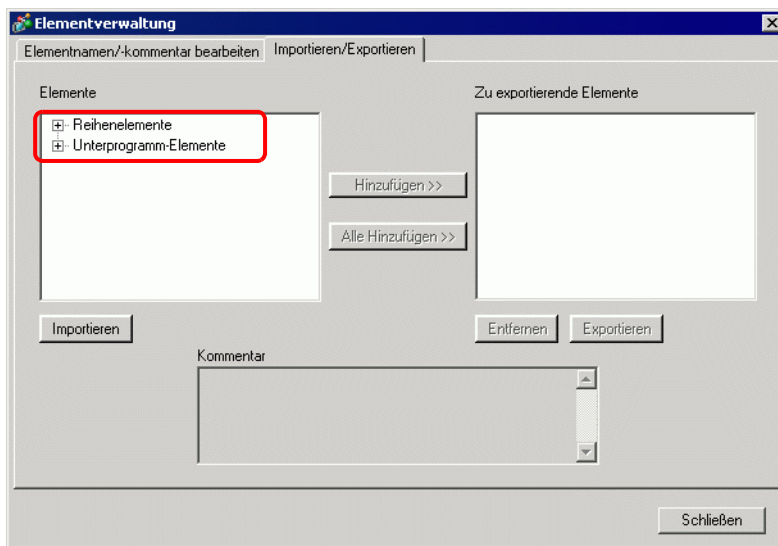 Elementverwaltung
Elementnamen/-kommentar bearbeiten
Importieren/Exportieren
Elemente
Zu exportierende Elemente
Reihenelemente
Unterprogramm-Elemente
Hinzufügen >>
Alle Hinzufügen >>
Importieren
Entfernen
Exportieren
Kommentar
Schließen